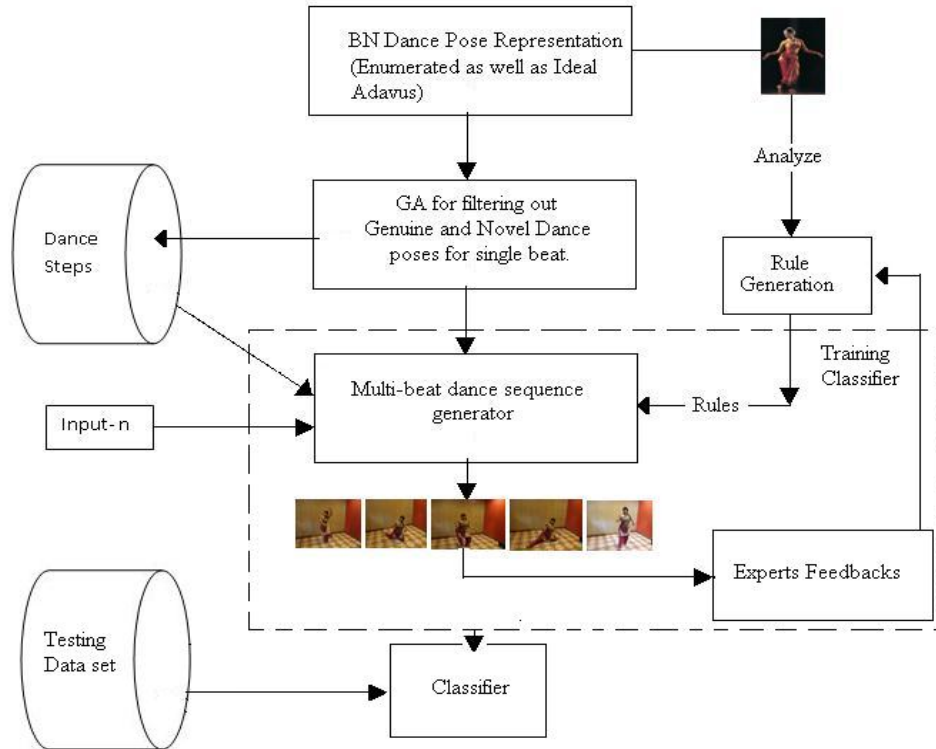 BN Dance Pose Representation
(Enumerated as well as Ideal
Adavus)
Analyze
GA for filtering out
Genuine and Novel Dance
poses for single beat.
Dance
Steps
Rule
Generation
Training
Classifier
Multi-beat dance sequence
generator
Rules
Input- n
Experts Feedbacks
Testing
Data set
Classifier